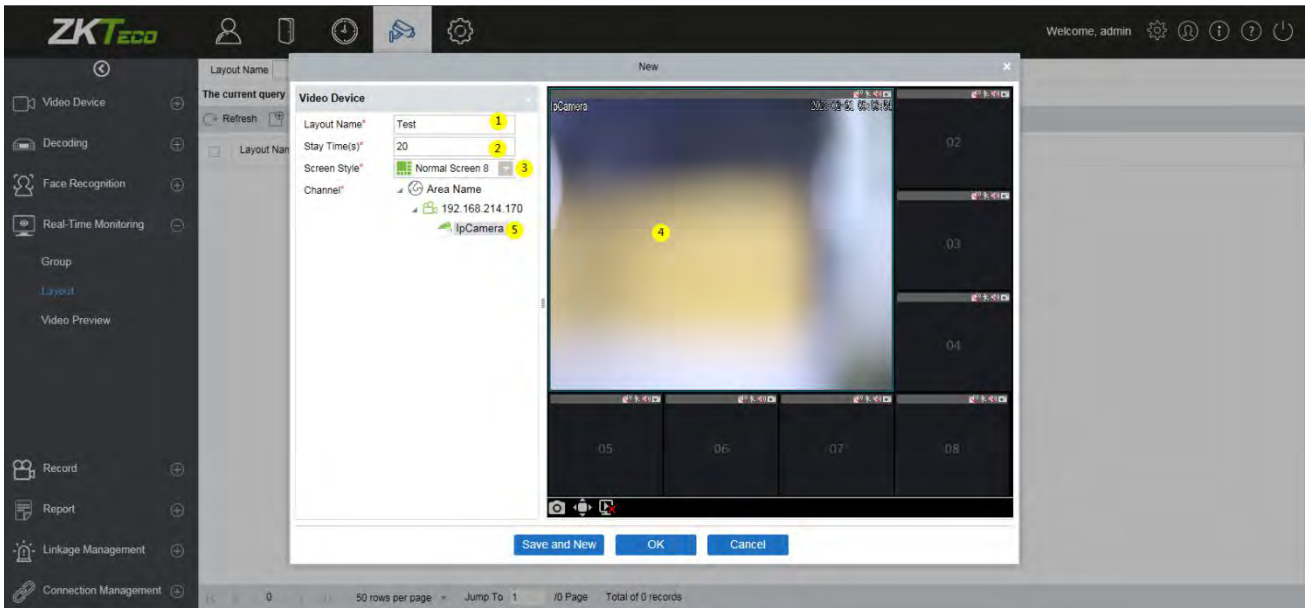 ZKTeco
Welcome, admin
Video Device
Decoding
Face Recognition
Real-Time Monitoring
Group
Layout
Video Preview
Record
Report
Linkage Management
Connection Management
Layout Name
The current query
Refresh
Layout Nan
New
Video Device
Layout Name* Test 1
Stay Time(s)* 20 2
Screen Style* Normal Screen 8 3
Channel* Area Name
192.168.214.170
IpCamera 5
IpCamera
4
02
03
04
05 06 07 08
Save and New OK Cancel
0 50 rows per page Jump To 1 /0 Page Total of 0 records